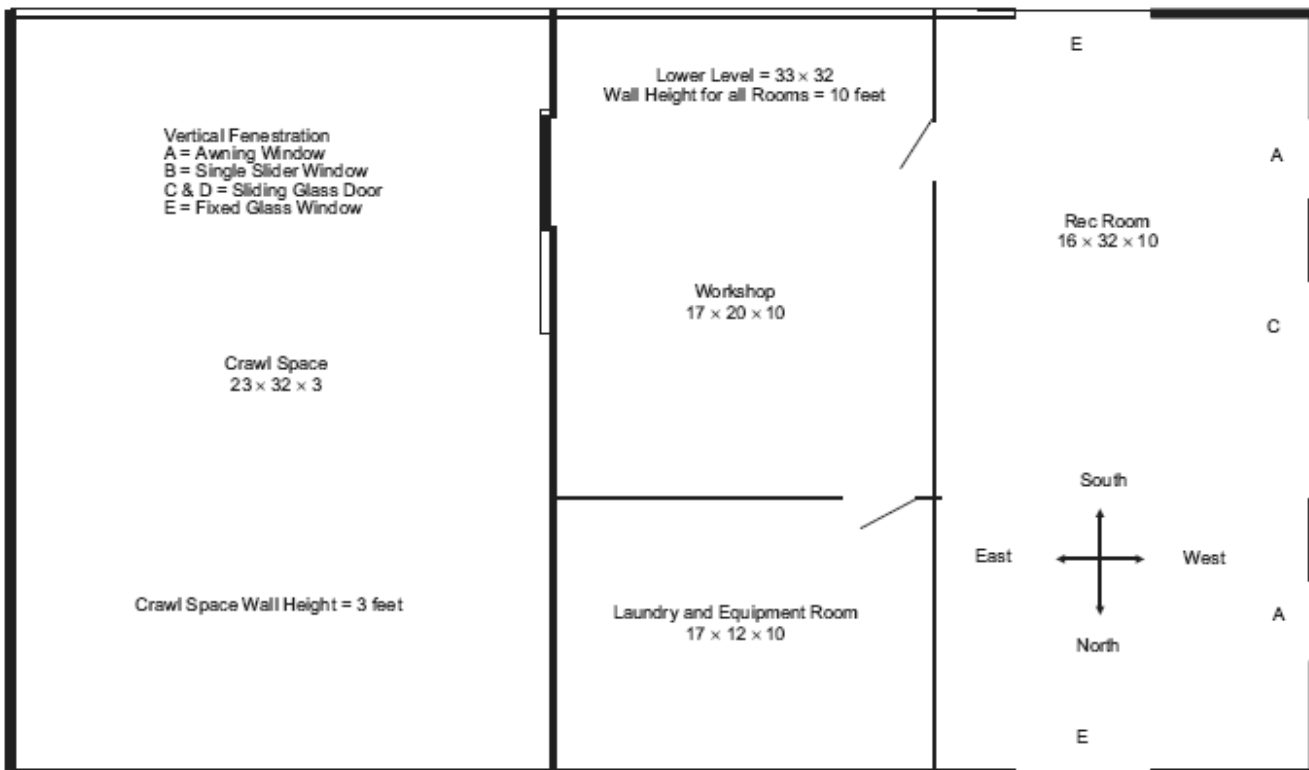 E
Lower Level = 33 × 32
Wall Height for all Rooms = 10 feet
Vertical Fenestration
A = Awning Window
B = Single Slider Window
C & D = Sliding Glass Door
E = Fixed Glass Window
A
Rec Room
16 × 32 × 10
Workshop
17 × 20 × 10
C
Crawl Space
23 × 32 × 3
South
East
West
North
Crawl Space Wall Height = 3 feet
Laundry and Equipment Room
17 × 12 × 10
A
E